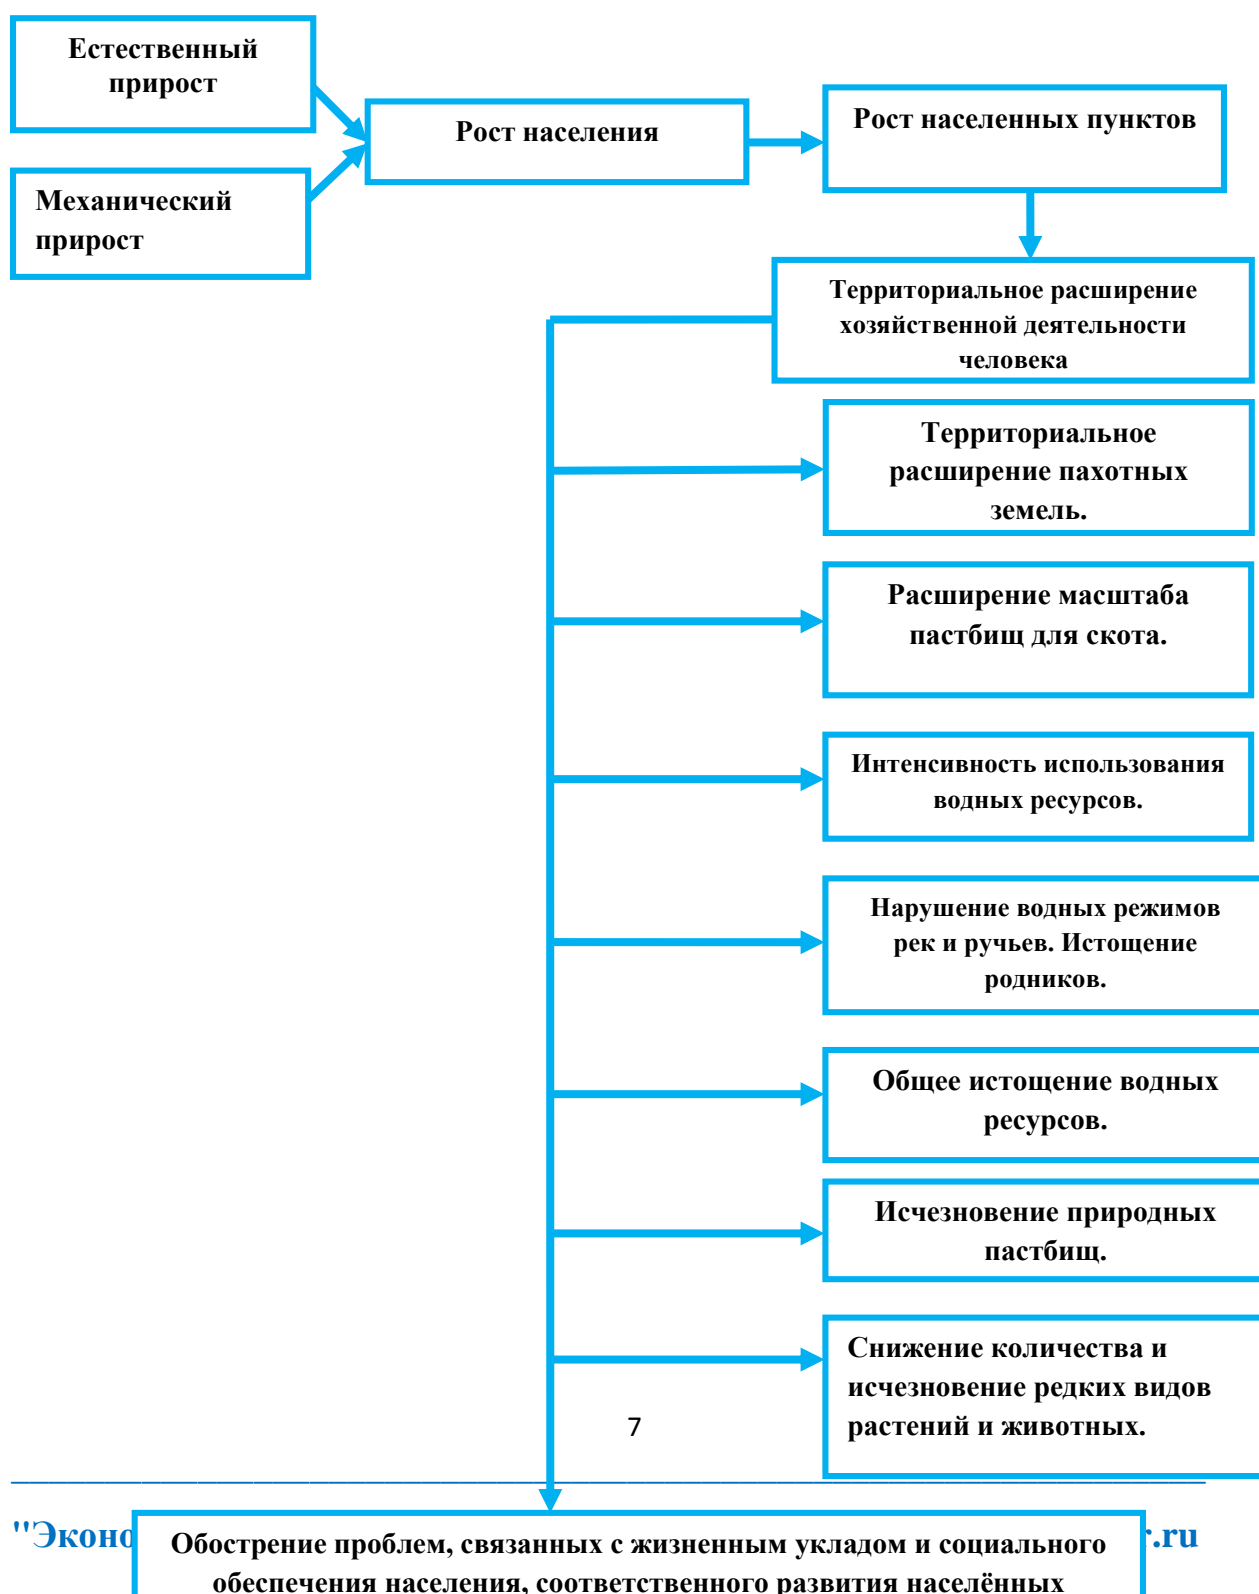 Естественный
прирост
Механический
прирост
Рост населения
Рост населенных пунктов
Территориальное расширение
хозяйственной деятельности
человека
Территориальное
расширение пахотных
земель.
Расширение масштаба
пастбищ для скота.
Интенсивность использования
водных ресурсов.
Нарушение водных режимов
рек и ручьев. Истощение
родников.
Общее истощение водных
ресурсов.
Исчезновение природных
пастбищ.
Снижение количества и
исчезновение редких видов
растений и животных.
7
Обострение проблем, связанных с жизненным укладом и социального
обеспечения населения, соответственного развития населённых